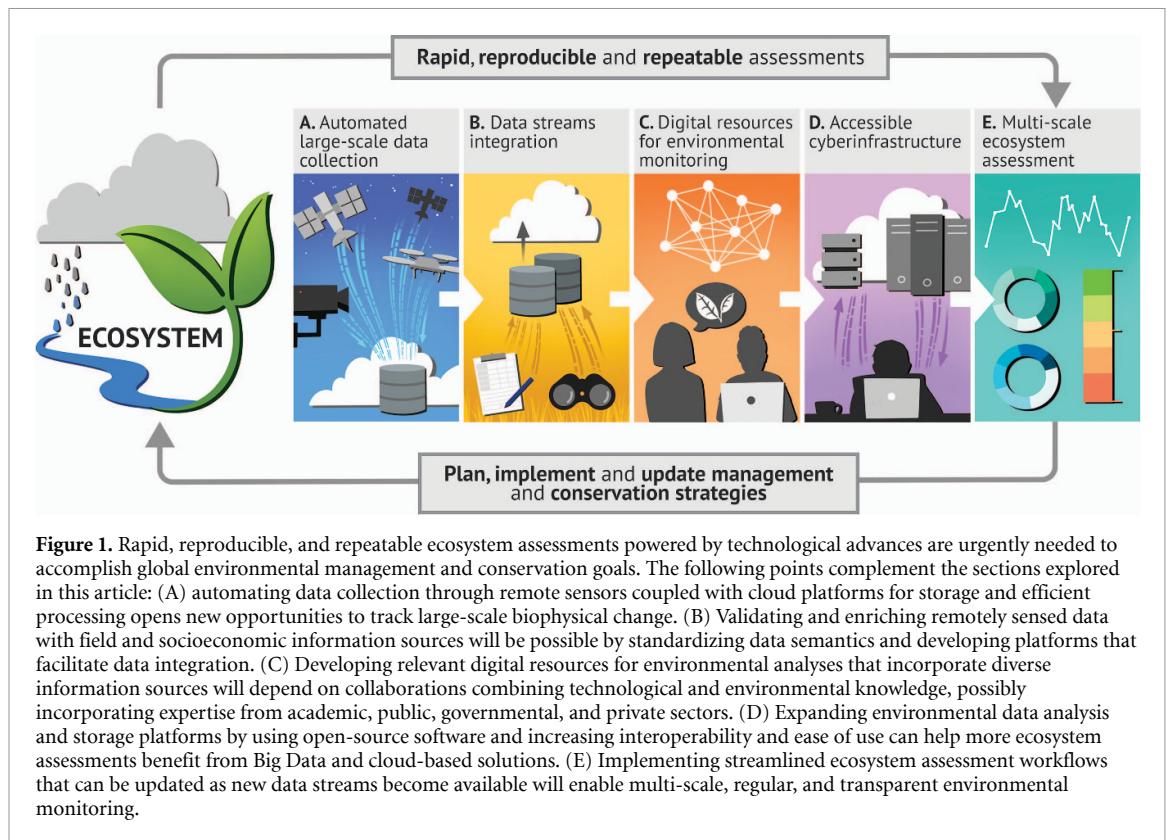 Rapid, reproducible and repeatable assessments
A. Automated
large-scale data
collection
B. Data streams
integration
C. Digital resources
for environmental
monitoring
D. Accessible
cyberinfrastructure
E. Multi-scale
ecosystem
assessment
ECOSYSTEM
Plan, implement and update management
and conservation strategies
Figure 1. Rapid, reproducible, and repeatable ecosystem assessments powered by technological advances are urgently needed to
accomplish global environmental management and conservation goals. The following points complement the sections explored
in this article: (A) automating data collection through remote sensors coupled with cloud platforms for storage and efficient
processing opens new opportunities to track large-scale biophysical change. (B) Validating and enriching remotely sensed data
with field and socioeconomic information sources will be possible by standardizing data semantics and developing platforms that
facilitate data integration. (C) Developing relevant digital resources for environmental analyses that incorporate diverse
information sources will depend on collaborations combining technological and environmental knowledge, possibly
incorporating expertise from academic, public, governmental, and private sectors. (D) Expanding environmental data analysis
and storage platforms by using open-source software and increasing interoperability and ease of use can help more ecosystem
assessments benefit from Big Data and cloud-based solutions. (E) Implementing streamlined ecosystem assessment workflows
that can be updated as new data streams become available will enable multi-scale, regular, and transparent environmental
monitoring.